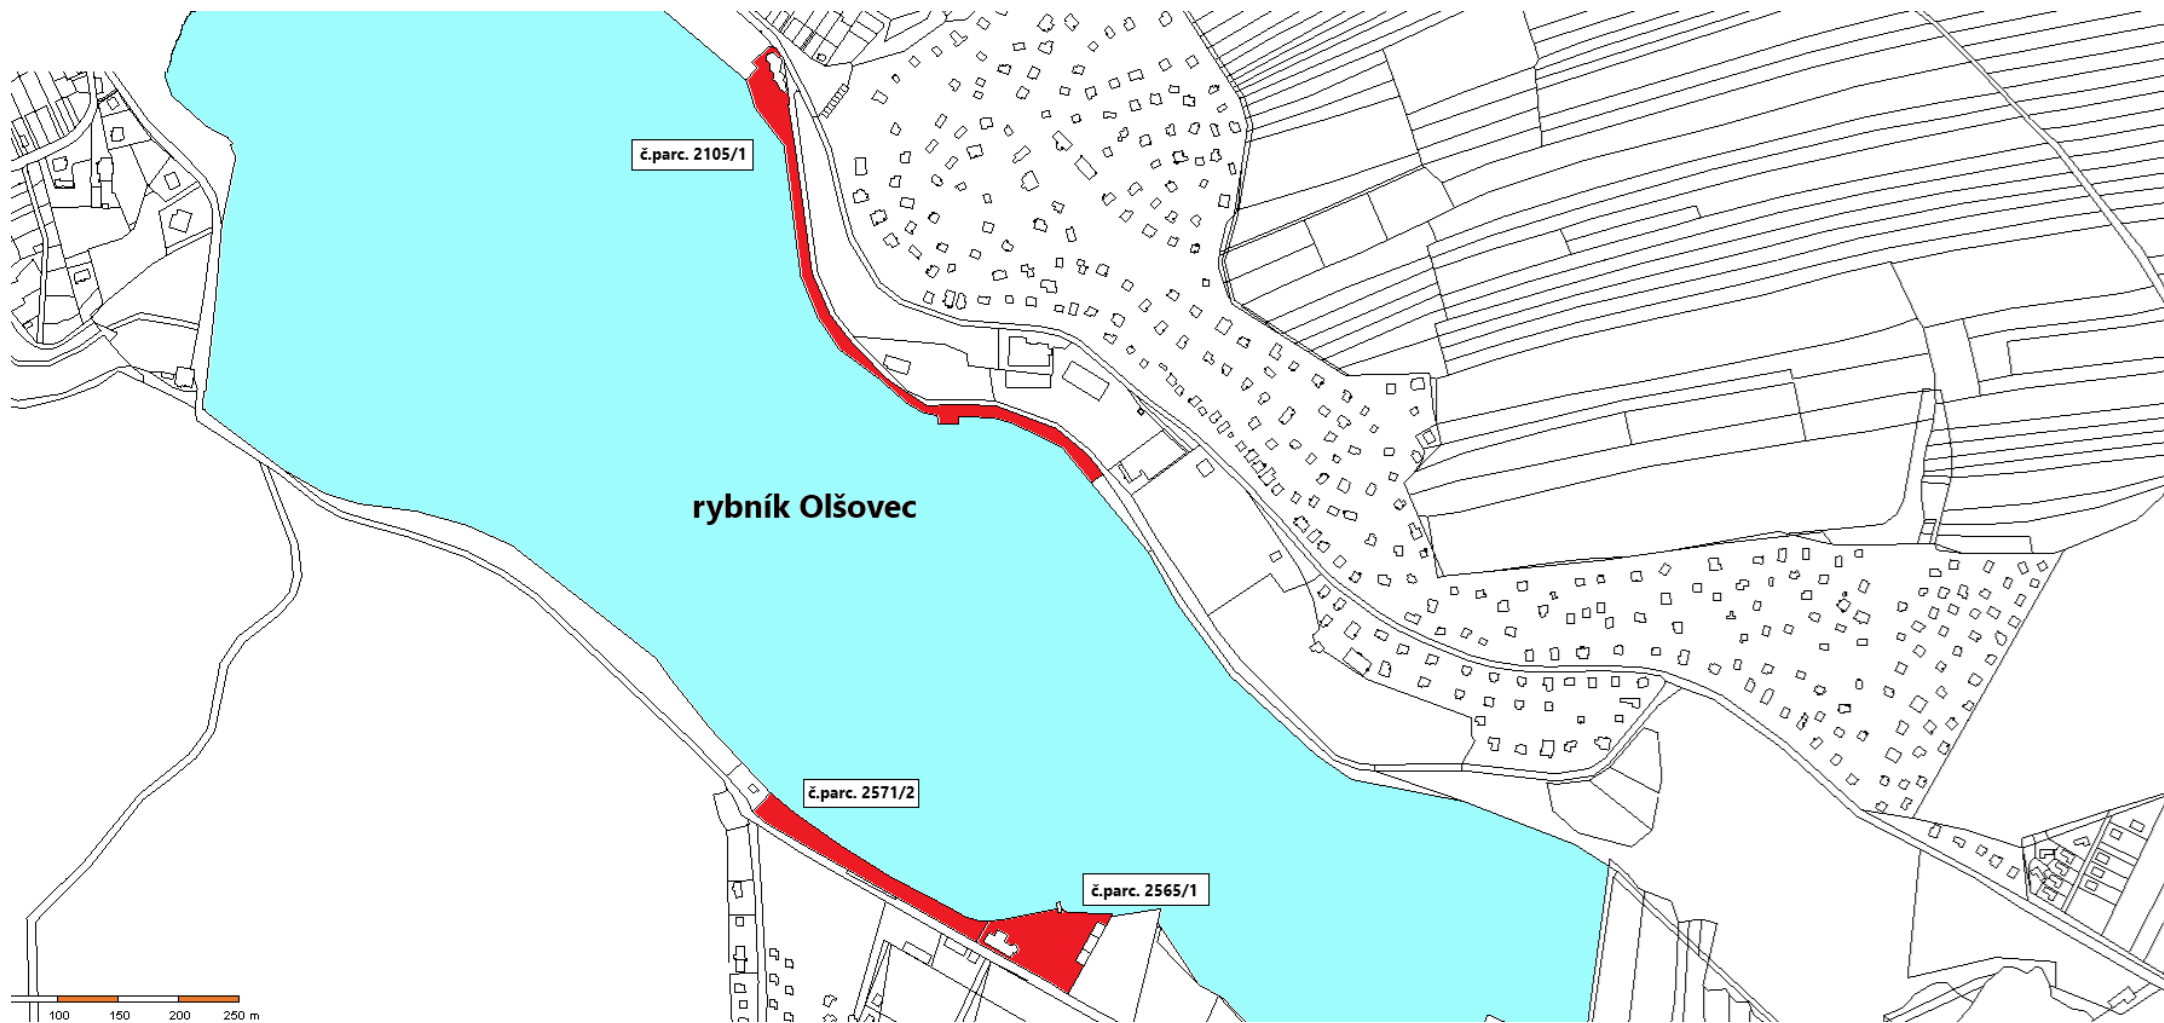 č.parc. 2105/1
rybník Olšovec
č.parc. 2571/2
č.parc. 2565/1
100 150 200 250 m